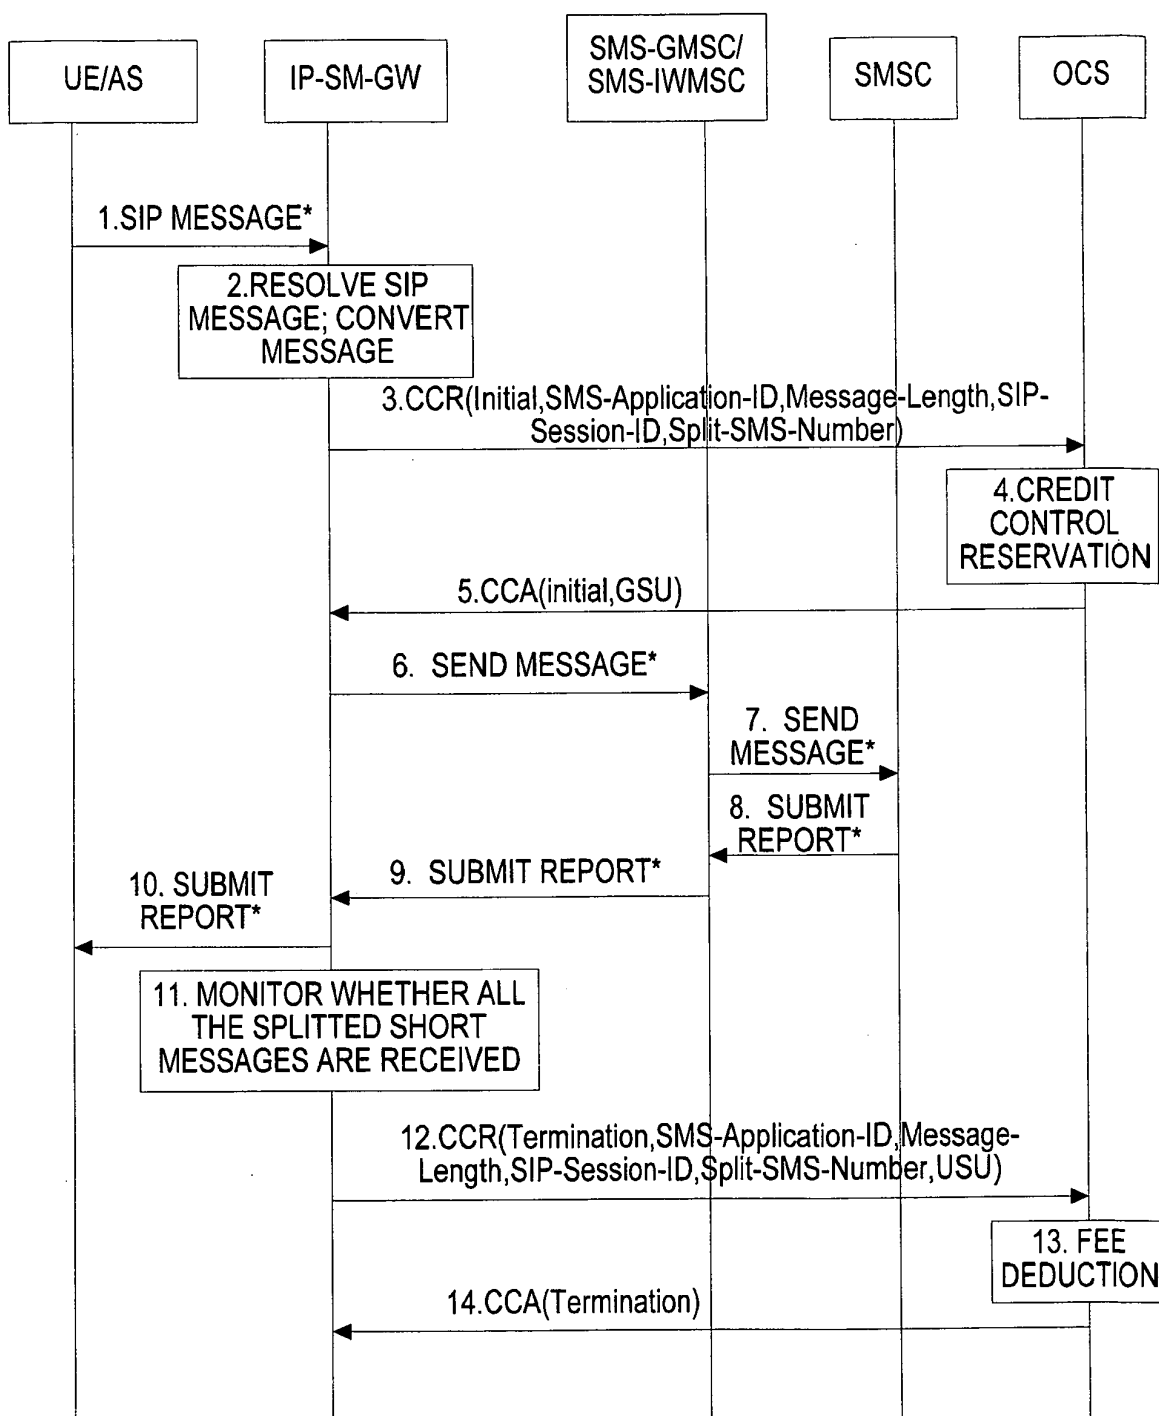 UE/AS
IP-SM-GW
SMS-GMSC/
SMS-IWMSC
SMSC
OCS
1.SIP MESSAGE*
2.RESOLVE SIP
MESSAGE; CONVERT
MESSAGE
3.CCR(Initial,SMS-Application-ID,Message-Length,SIP-
Session-ID,Split-SMS-Number)
4.CREDIT
CONTROL
RESERVATION
5.CCA(initial,GSU)
6. SEND MESSAGE*
7. SEND
MESSAGE*
8. SUBMIT
REPORT*
9. SUBMIT REPORT*
10. SUBMIT
REPORT*
11. MONITOR WHETHER ALL
THE SPLITTED SHORT
MESSAGES ARE RECEIVED
12.CCR(Termination,SMS-Application-ID,Message-
Length,SIP-Session-ID,Split-SMS-Number,USU)
13. FEE
DEDUCTION
14.CCA(Termination)